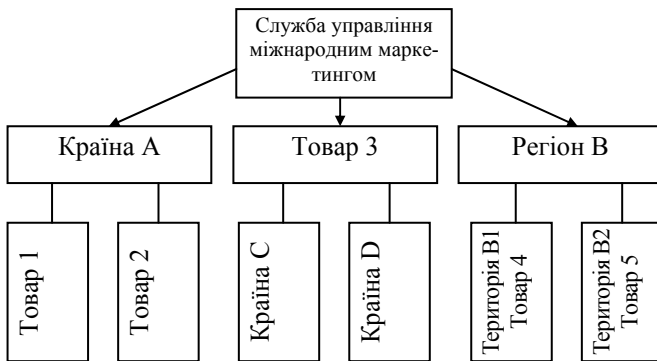 Служба управління
міжнародним марке-
тингом
Країна А
Товар 3
Регіон В
Товар 1
Товар 2
Країна C
Країна D
Територія В1
Товар 4
Територія В2
Товар 5